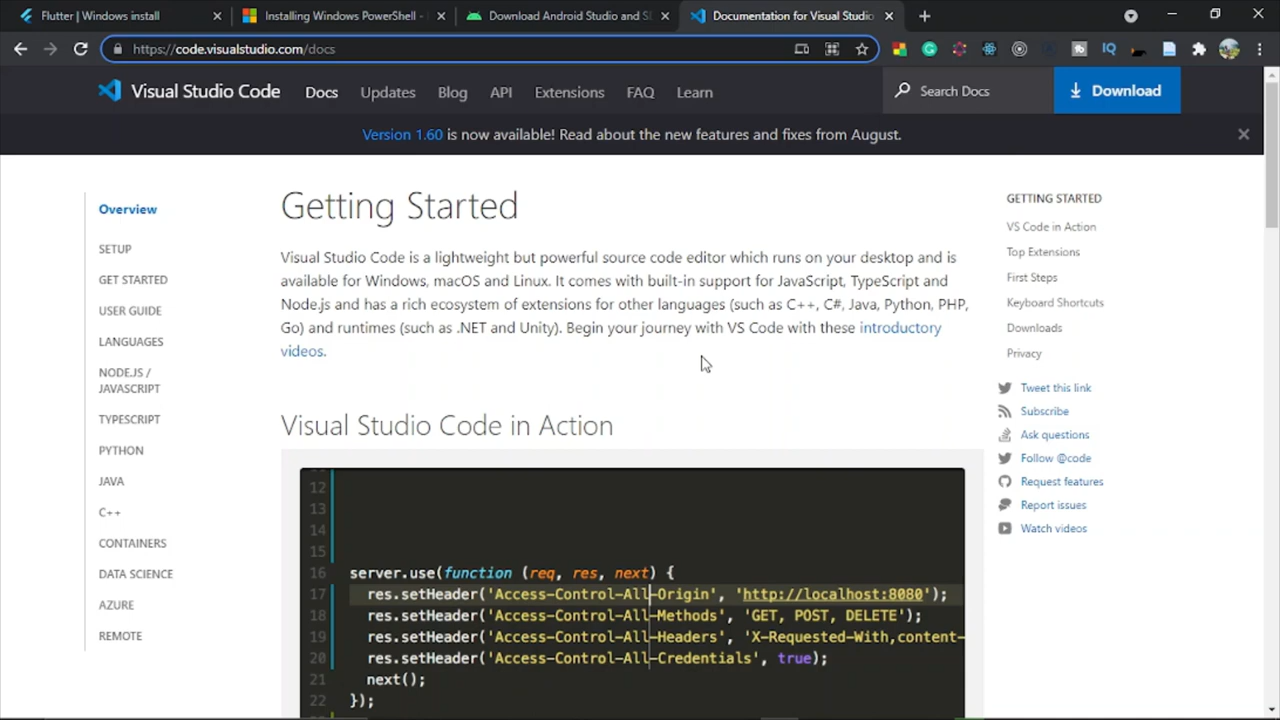 Flutter | Windows install
Installing Windows PowerShell -
Download Android Studio and S
Documentation for Visual Studio
https://code.visualstudio.com/docs
IQ
Visual Studio Code
Docs
Updates
Blog
API
Extensions
FAQ
Learn
Search Docs
Download
Version 1.60 is now available! Read about the new features and fixes from August.
Overview
SETUP
GET STARTED
USER GUIDE
LANGUAGES
NODE.JS /
JAVASCRIPT
TYPESCRIPT
PYTHON
JAVA
C++
CONTAINERS
DATA SCIENCE
AZURE
REMOTE
Getting Started
Visual Studio Code is a lightweight but powerful source code editor which runs on your desktop and is
available for Windows, macOS and Linux. It comes with built-in support for JavaScript, TypeScript and
Node.js and has a rich ecosystem of extensions for other languages (such as C++, C#, Java, Python, PHP,
Go) and runtimes (such as .NET and Unity). Begin your journey with VS Code with these introductory
videos.
Visual Studio Code in Action
12
13
14
15
16 server.use(function (req, res, next) {
17 res.setHeader('Access-Control-All-Origin', 'http://localhost:8080');
18 res.setHeader('Access-Control-All-Methods', 'GET, POST, DELETE');
19 res.setHeader('Access-Control-All-Headers', 'X-Requested-With,content-
20 res.setHeader('Access-Control-All-Credentials', true);
21 next();
22 });
GETTING STARTED
VS Code in Action
Top Extensions
First Steps
Keyboard Shortcuts
Downloads
Privacy
Tweet this link
Subscribe
Ask questions
Follow @code
Request features
Report issues
Watch videos